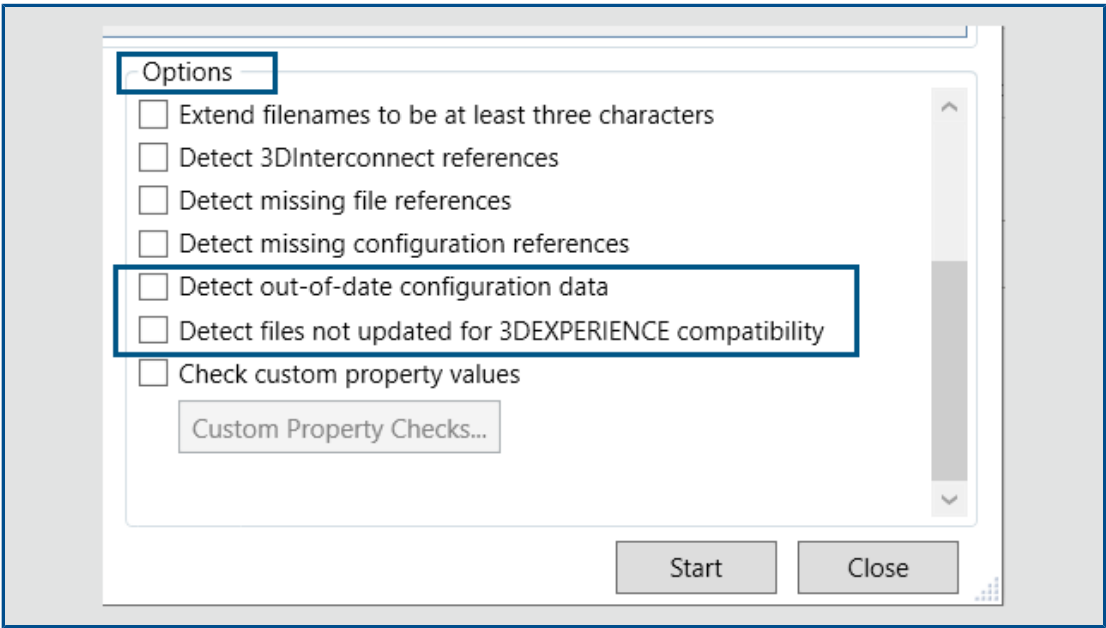 Options
Extend filenames to be at least three characters
Detect 3DInterconnect references
Detect missing file references
Detect missing configuration references
Detect out-of-date configuration data
Detect files not updated for 3DEXPERIENCE compatibility
Check custom property values
Custom Property Checks...
Start
Close